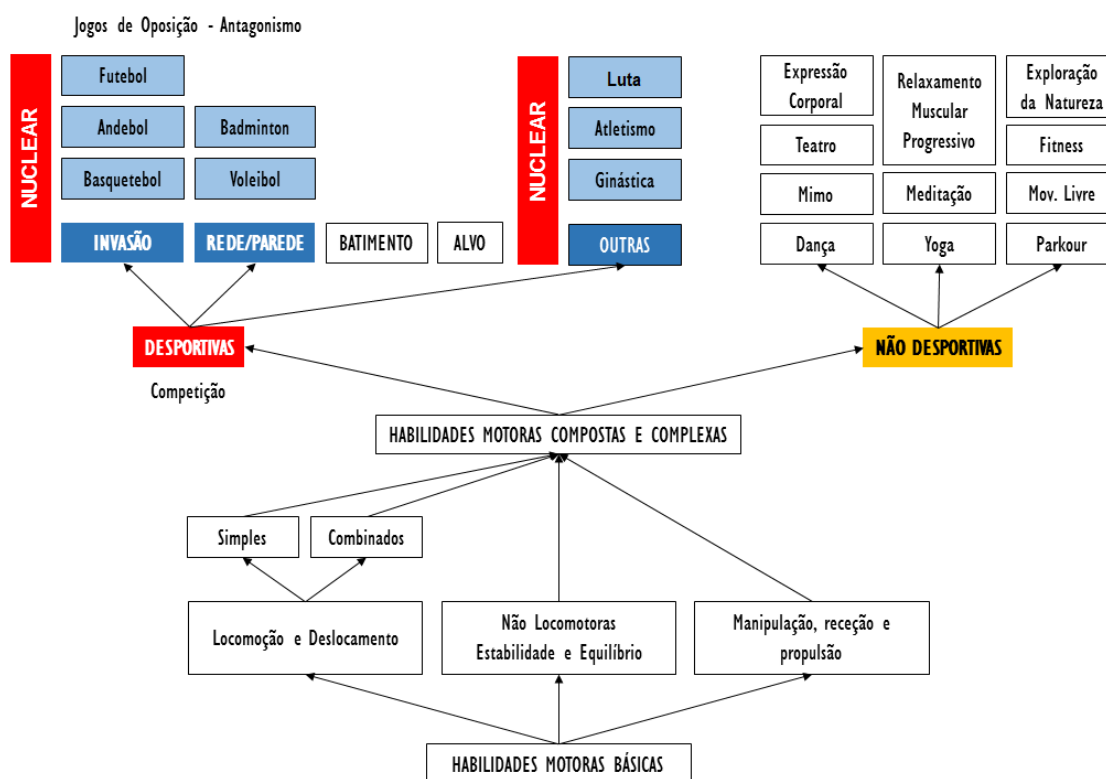 Jogos de Oposição - Antagonismo
NUCLEAR
Futebol
Andebol
Badminton
Basquetebol
Voleibol
INVASÃO
REDE/PAREDE
BATIMENTO
ALVO
NUCLEAR
Luta
Atletismo
Ginástica
OUTRAS
Expressão
Corporal
Teatro
Mimo
Dança
Relaxamento
Muscular
Progressivo
Meditação
Yoga
Exploração
da Natureza
Fitness
Mov. Livre
Parkour
DESPORTIVAS
Competição
NÃO DESPORTIVAS
HABILIDADES MOTORAS COMPOSTAS E COMPLEXAS
Simples
Combinados
Locomoção e Deslocamento
Não Locomotoras
Estabilidade e Equilíbrio
Manipulação, receção e
propulsão
HABILIDADES MOTORAS BÁSICAS